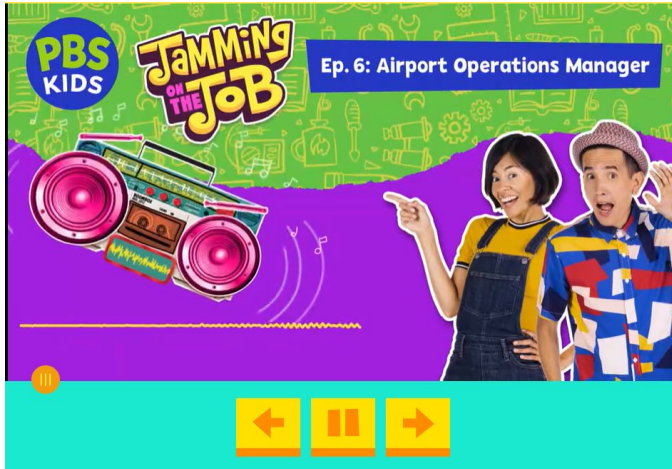 PBS
KIDS
JAMMING
ON
THE
JOB
Ep. 6: Airport Operations Manager